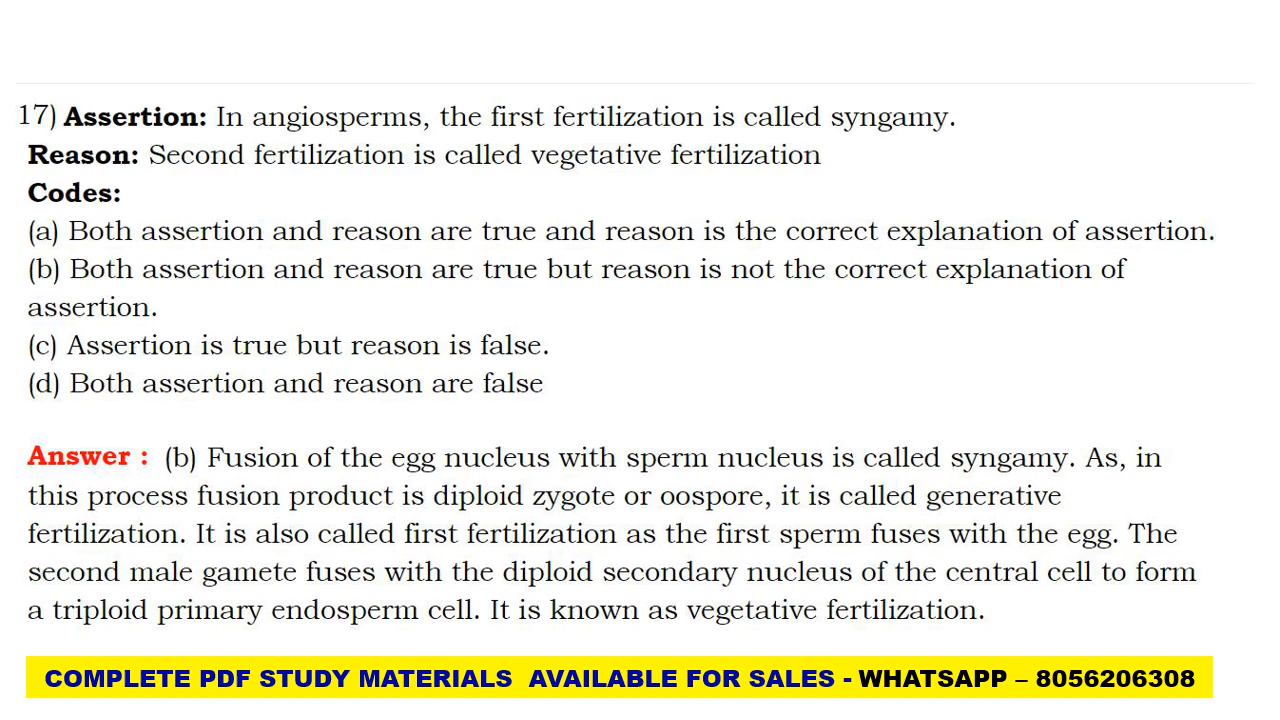 17) Assertion: In angiosperms, the first fertilization is called syngamy.
Reason: Second fertilization is called vegetative fertilization
Codes:
(a) Both assertion and reason are true and reason is the correct explanation of assertion.
(b) Both assertion and reason are true but reason is not the correct explanation of
assertion.
(c) Assertion is true but reason is false.
(d) Both assertion and reason are false
Answer : (b) Fusion of the egg nucleus with sperm nucleus is called syngamy. As, in
this process fusion product is diploid zygote or oospore, it is called generative
fertilization. It is also called first fertilization as the first sperm fuses with the egg. The
second male gamete fuses with the diploid secondary nucleus of the central cell to form
a triploid primary endosperm cell. It is known as vegetative fertilization.
COMPLETE PDF STUDY MATERIALS AVAILABLE FOR SALES - WHATSAPP – 8056206308